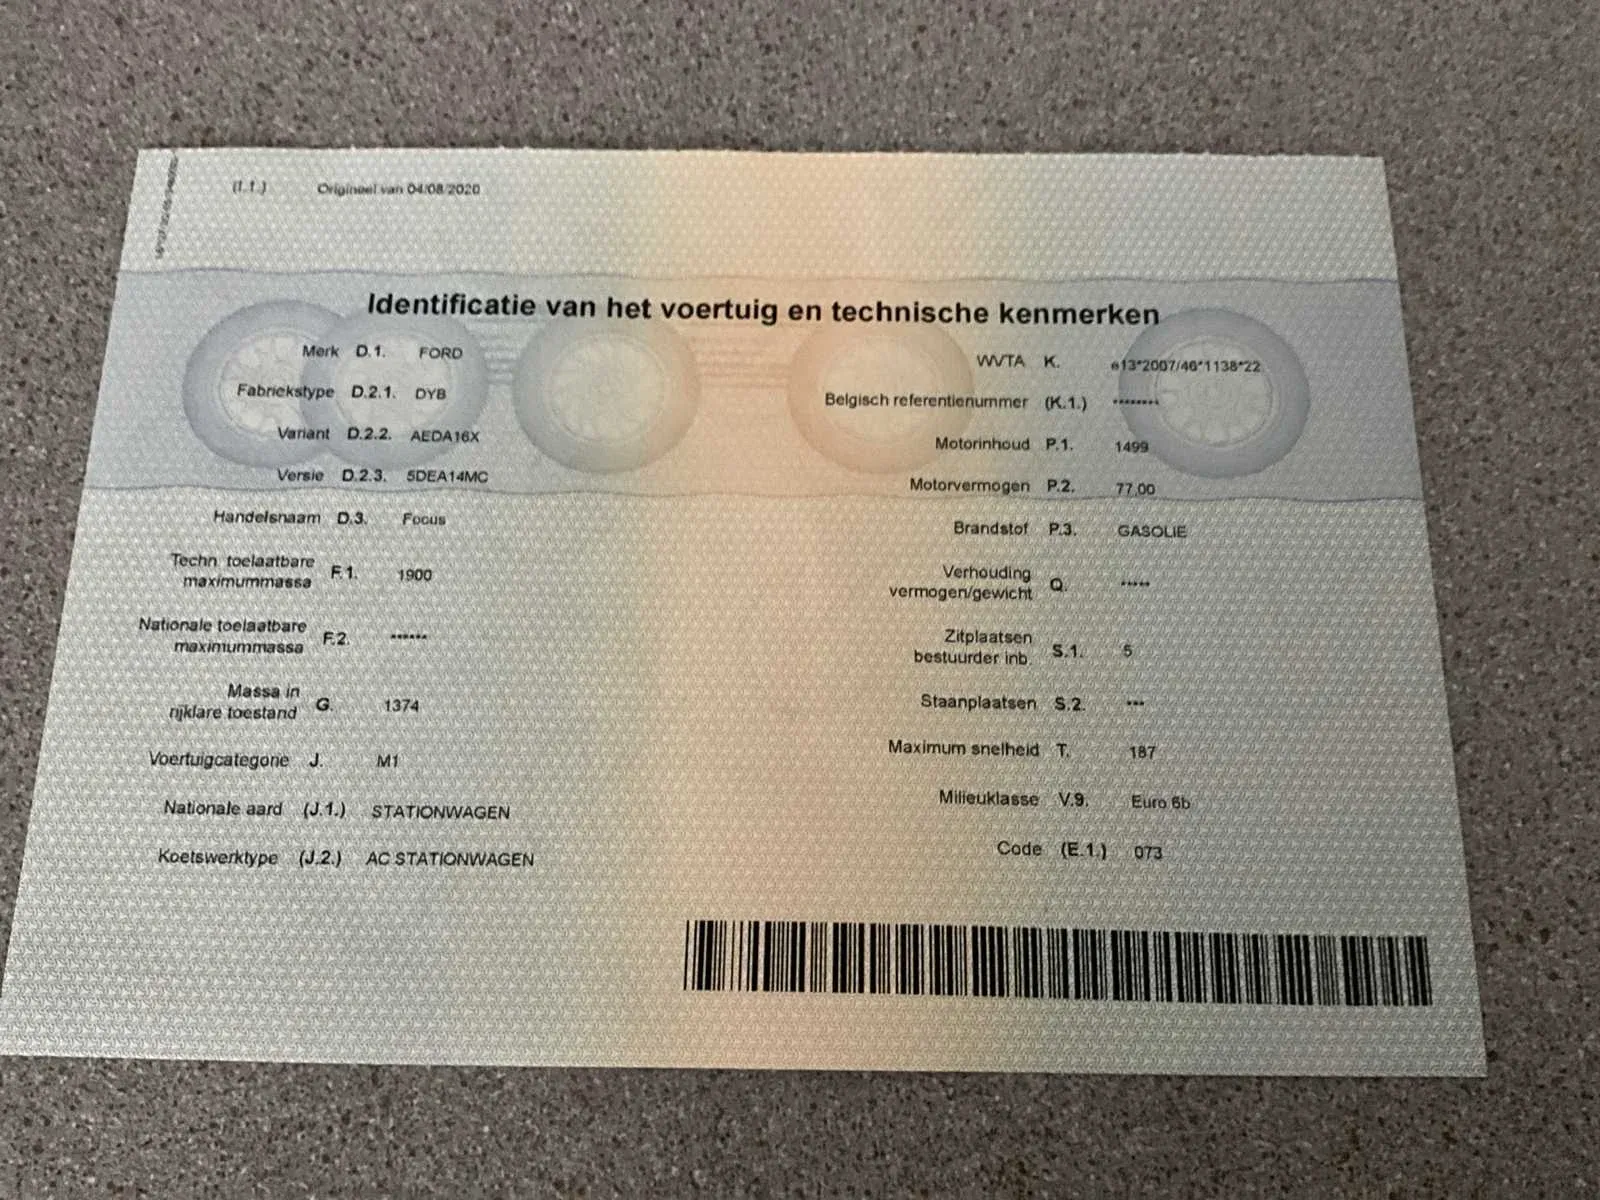 (I.1.) Origineel van 04/08/2020
Identificatie van het voertuig en technische kenmerken
Merk D.1. FORD
Fabriekstype D.2.1. DYB
Variant D.2.2. AEDA16X
Versie D.2.3. 5DEA14MC
Handelsnaam D.3. Focus
Techn. toelaatbare
maximummassa F.1. 1900
Nationale toelaatbare
maximummassa F.2. ******
Massa in
rijklare toestand G. 1374
Voertuigcategorie J. M1
Nationale aard (J.1.) STATIONWAGEN
Koetswerktype (J.2.) AC STATIONWAGEN
WVTA K. e13*2007/46*1138*22
Belgisch referentienummer (K.1.) ********
Motorinhoud P.1. 1499
Motorvermogen P.2. 77,00
Brandstof P.3. GASOLIE
Verhouding
vermogen/gewicht Q. *****
Zitplaatsen
bestuurder inb. S.1. 5
Staanplaatsen S.2. ***
Maximum snelheid T. 187
Milieuklasse V.9. Euro 6b
Code (E.1.) 073